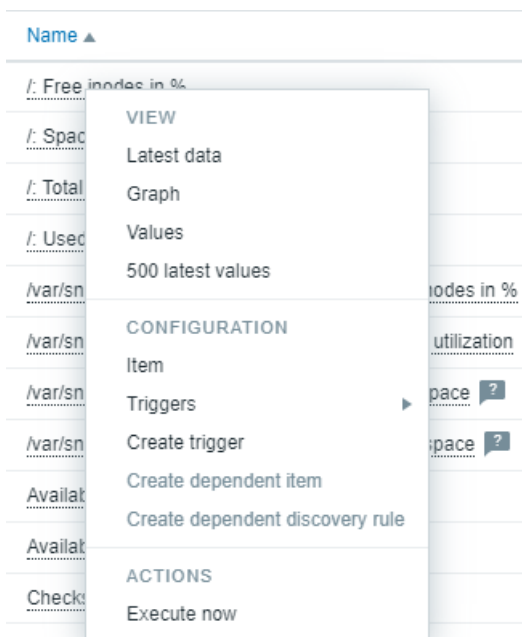 Name
/: Free inodes in %
/: Spac
/: Total
/: Used
/var/sn
/var/sn
/var/sn
/var/sn
Availab
Availab
Checks
VIEW
Latest data
Graph
Values
500 latest values
CONFIGURATION
Item
Triggers
Create trigger
Create dependent item
Create dependent discovery rule
ACTIONS
Execute now
nodes in %
utilization
pace ?
space ?